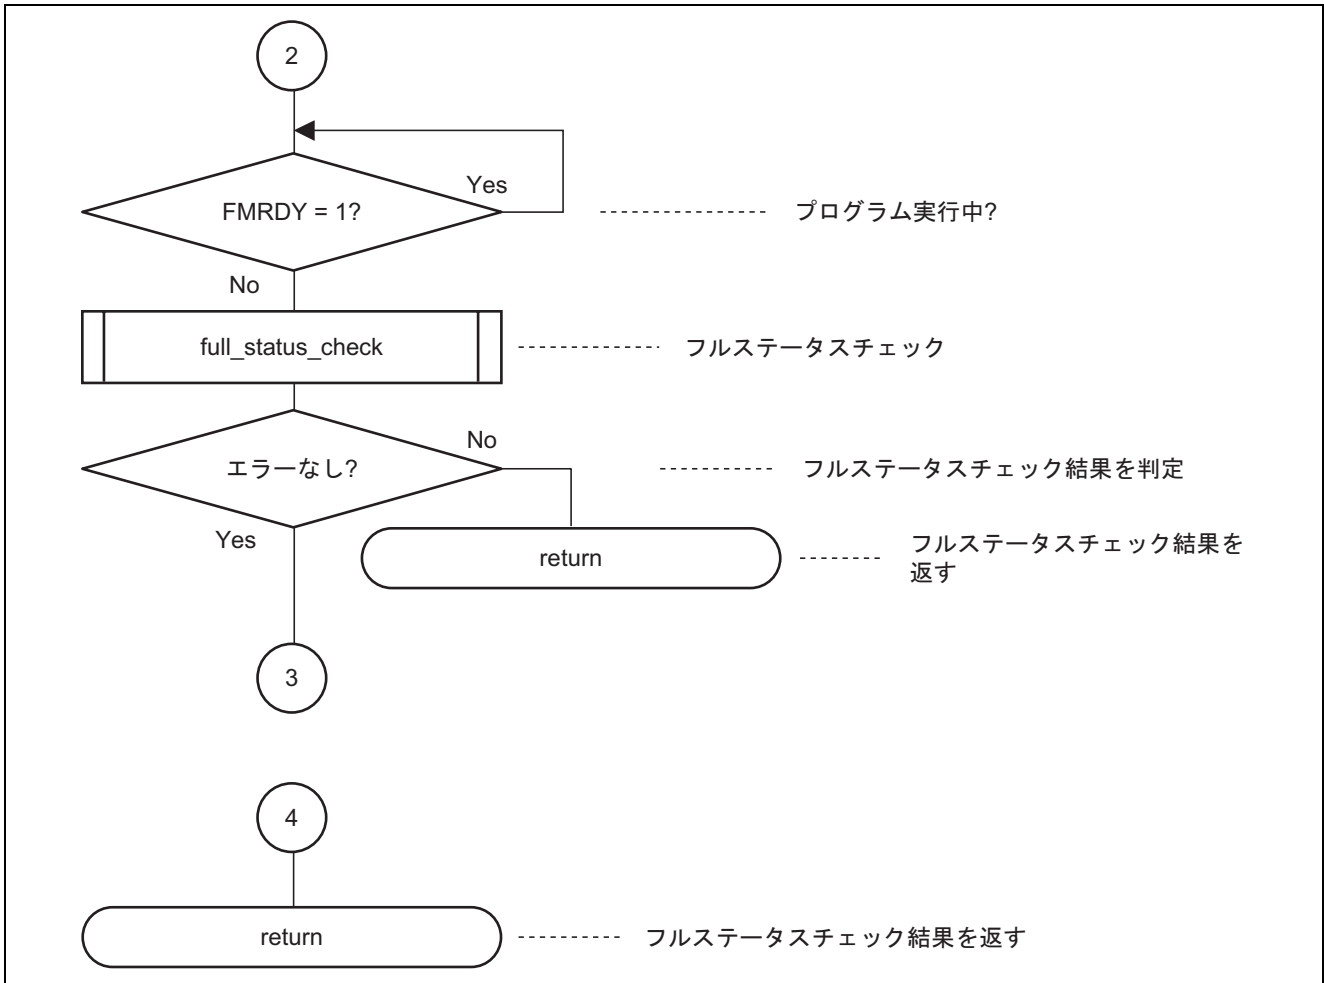 2
Yes
FMRDY = 1?
プログラム実行中?
No
full_status_check
フルステータスチェック
No
エラーなし?
フルステータスチェック結果を判定
Yes
return
フルステータスチェック結果を
返す
3
4
return
フルステータスチェック結果を返す